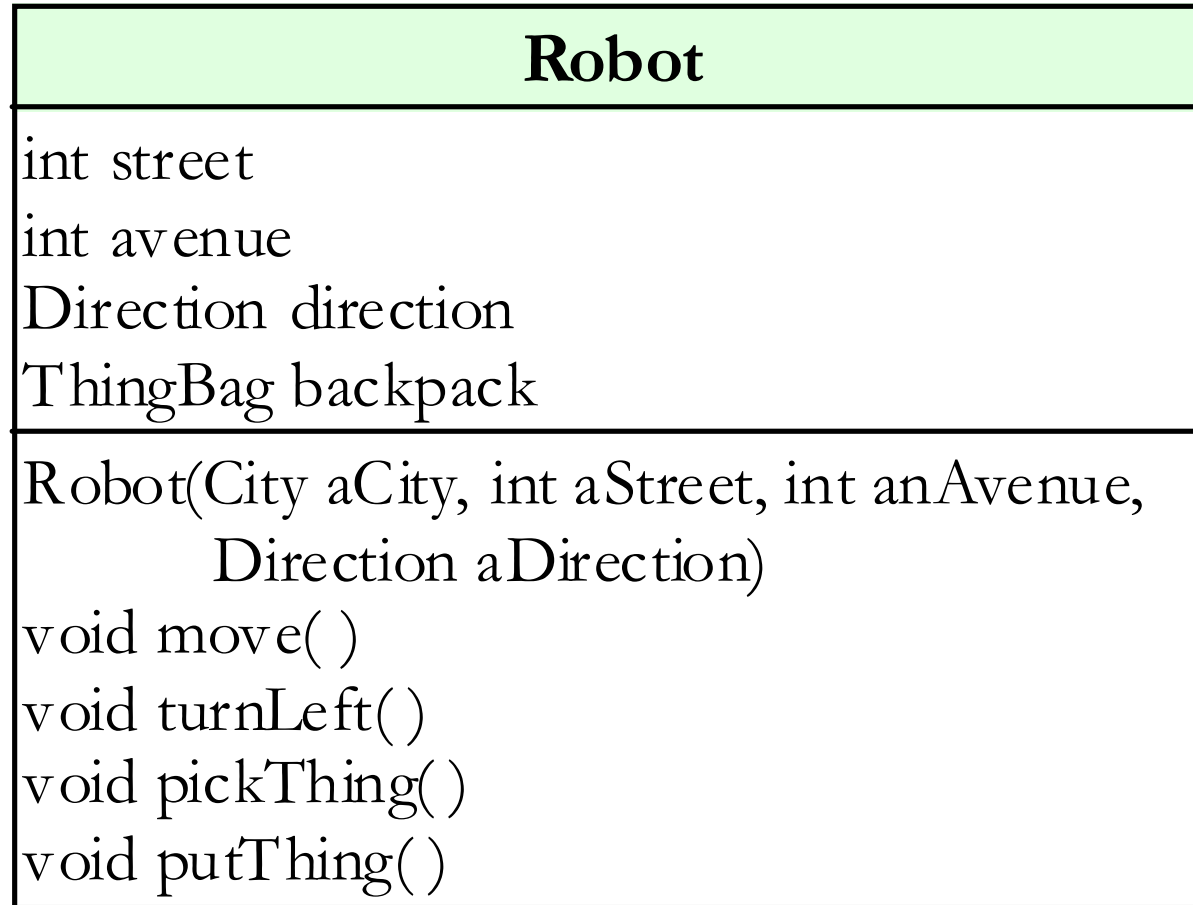 Robot
int street
int avenue
Direction direction
ThingBag backpack
Robot(City aCity, int aStreet, int anAvenue,
Direction aDirection)
void move( )
void turnLeft( )
void pickThing( )
void putThing( )